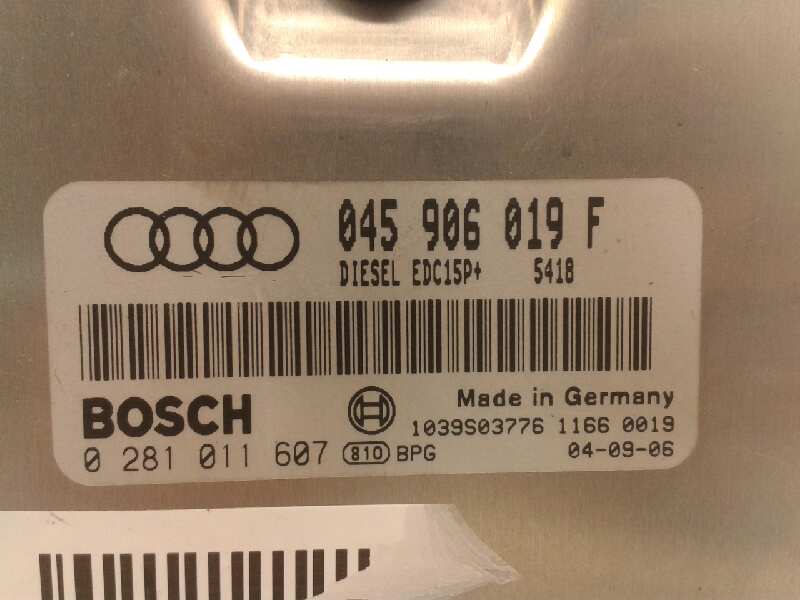 045 906 019 F
DIESEL EDC15P+ 5418
BOSCH
Made in Germany
1039S03776 1166 0019
0 281 011 607 810 BPG 04-09-06